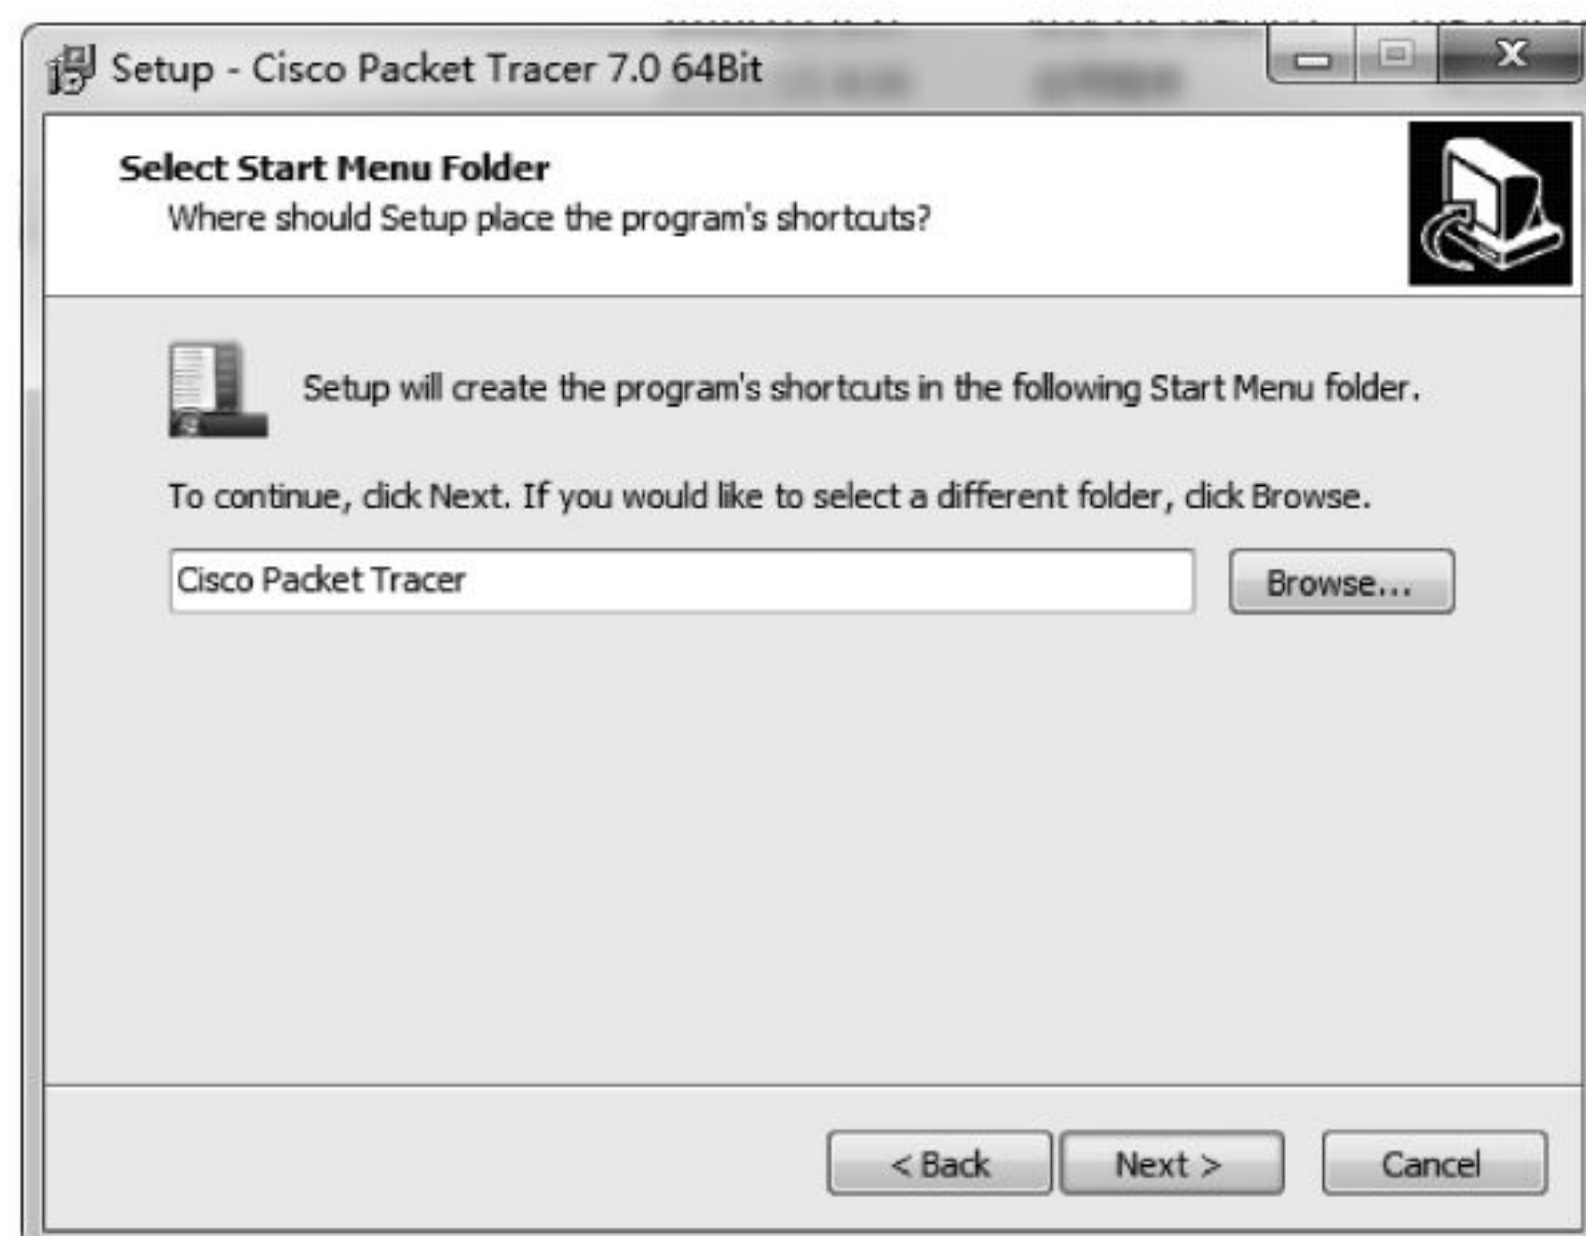 Setup - Cisco Packet Tracer 7.0 64Bit
Select Start Menu Folder
Where should Setup place the program's shortcuts?
Setup will create the program's shortcuts in the following Start Menu folder.
To continue, click Next. If you would like to select a different folder, click Browse.
Cisco Packet Tracer
Browse...
< Back
Next >
Cancel